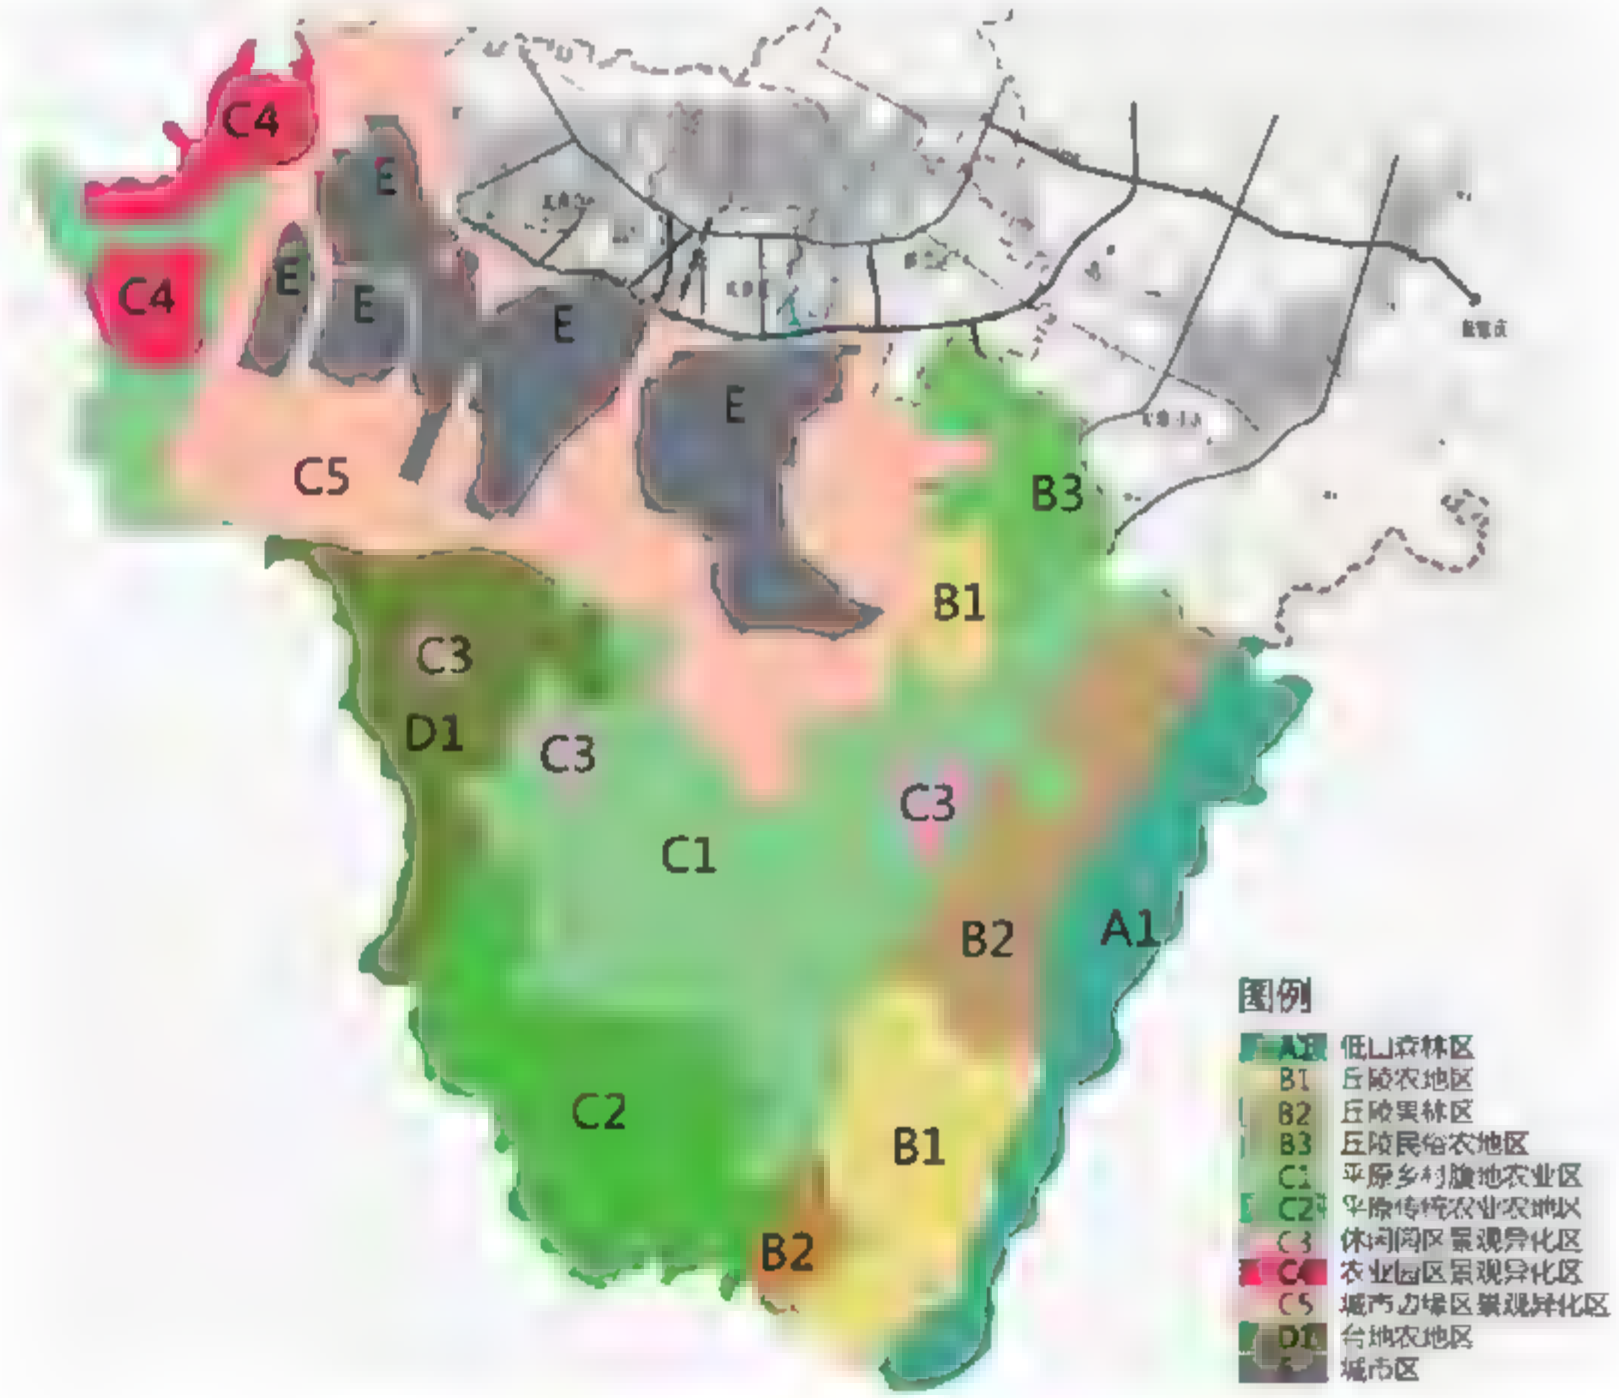 C4
E
E
C4
E
E
E
C5
B3
B1
C3
D1
C3
C3
C1
B2
A1
C2
B1
B2
图例
A1 低山森林区
B1 丘陵农地区
B2 丘陵果林区
B3 丘陵民俗农地区
C1 平原乡村腹地农业区
C2 平原传统农业农地区
C3 休闲园区景观异化区
C4 农业园区景观异化区
C5 城市边缘区景观异化区
D1 台地农地区
城市区